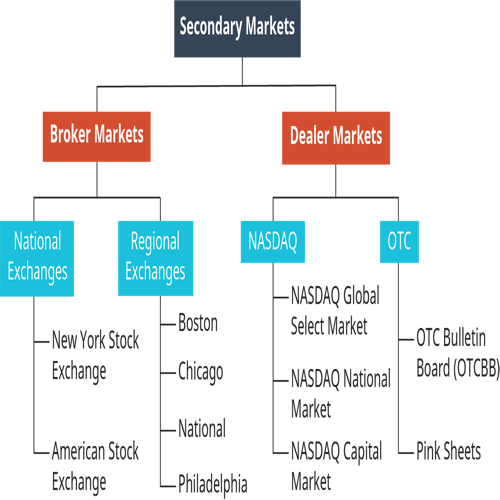 Secondary Markets
Broker Markets
Dealer Markets
National
Exchanges
Regional
Exchanges
NASDAQ
OTC
New York Stock
Exchange
American Stock
Exchange
Boston
Chicago
National
Philadelphia
NASDAQ Global
Select Market
NASDAQ National
Market
NASDAQ Capital
Market
OTC Bulletin
Board (OTCBB)
Pink Sheets